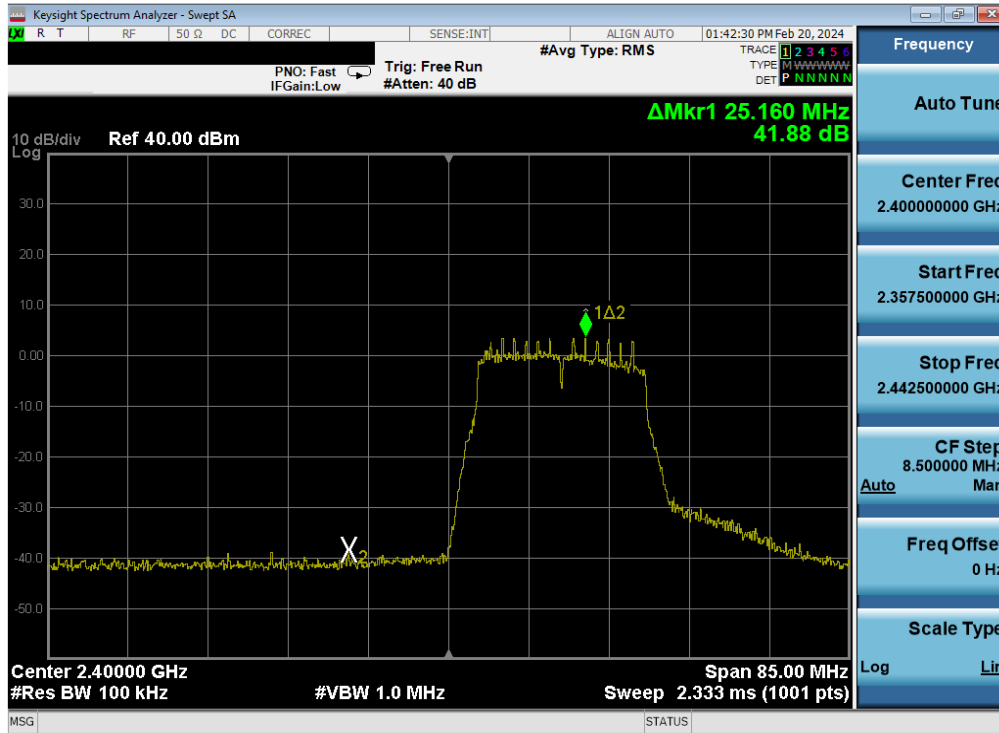 Keysight Spectrum Analyzer - Swept SA
LXI R T RF 50 Ω DC CORREC SENSE:INT ALIGN AUTO 01:42:30 PM Feb 20, 2024
#Avg Type: RMS
TRACE 1 2 3 4 5 6
PNO: Fast Trig: Free Run
TYPE M WWWWW
IFGain:Low #Atten: 40 dB
DET P N N N N N
ΔMkr1 25.160 MHz
41.88 dB
10 dB/div Ref 40.00 dBm
Log
30.0
20.0
10.0
0.00
-10.0
-20.0
-30.0
-40.0
-50.0
1Δ2
X2
Center 2.40000 GHz Span 85.00 MHz
#Res BW 100 kHz #VBW 1.0 MHz Sweep 2.333 ms (1001 pts)
MSG STATUS
Frequency
Auto Tune
Center Freq
2.400000000 GHz
Start Freq
2.357500000 GHz
Stop Freq
2.442500000 GHz
CF Step
8.500000 MHz
Auto Man
Freq Offset
0 Hz
Scale Type
Log Lin